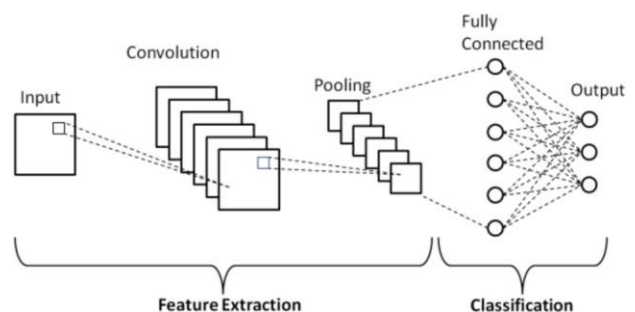 Input
Convolution
Pooling
Fully
Connected
Output
Feature Extraction
Classification